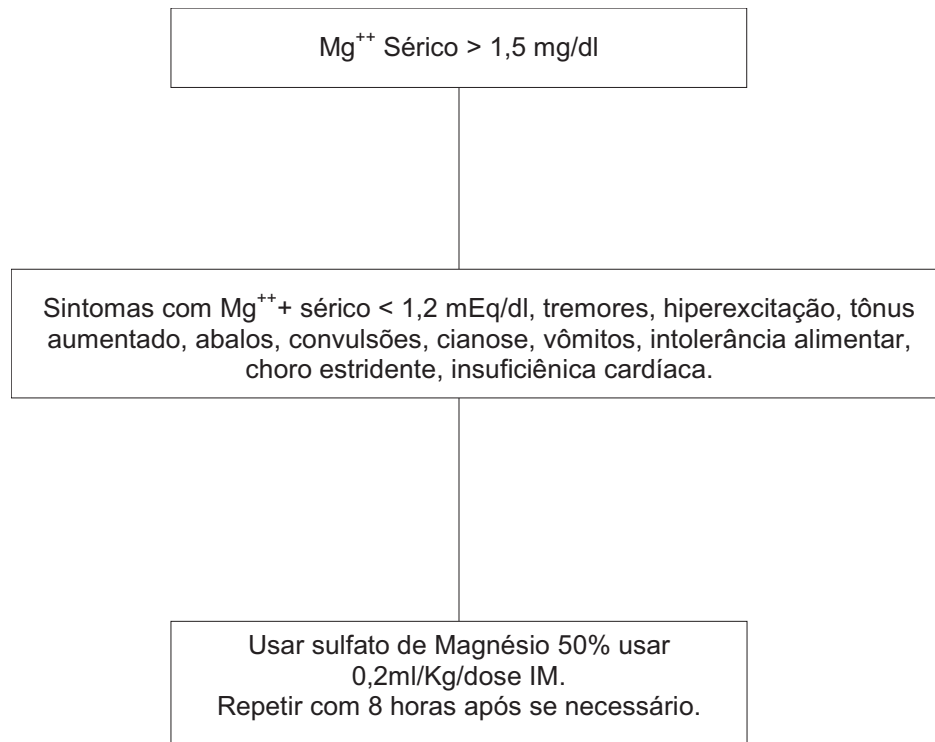 Mg⁺⁺ Sérico > 1,5 mg/dl
Sintomas com Mg⁺⁺+ sérico < 1,2 mEq/dl, tremores, hiperexcitação, tônus
aumentado, abalos, convulsões, cianose, vômitos, intolerância alimentar,
choro estridente, insuficiênica cardíaca.
Usar sulfato de Magnésio 50% usar
0,2ml/Kg/dose IM.
Repetir com 8 horas após se necessário.